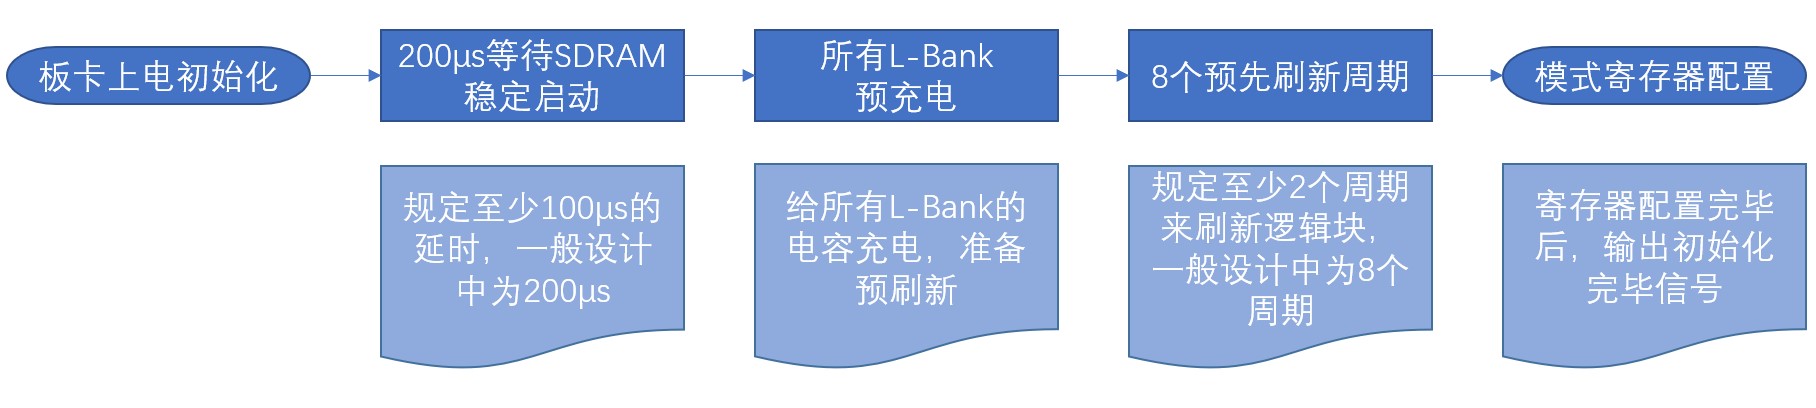 板卡上电初始化
200μs等待SDRAM
稳定启动
所有L-Bank
预充电
8个预先刷新周期
模式寄存器配置
规定至少100μs的
延时，一般设计
中为200μs
给所有L-Bank的
电容充电，准备
预刷新
规定至少2个周期
来刷新逻辑块，
一般设计中为8个
周期
寄存器配置完毕
后，输出初始化
完毕信号